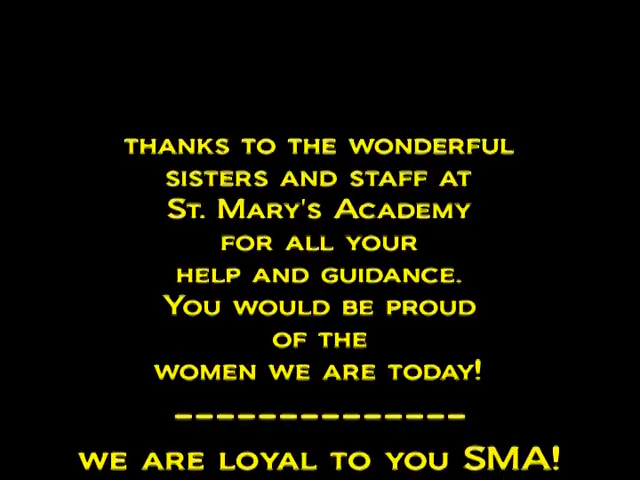 THANKS TO THE WONDERFUL
SISTERS AND STAFF AT
ST. MARY'S ACADEMY
FOR ALL YOUR
HELP AND GUIDANCE.
YOU WOULD BE PROUD
OF THE
WOMEN WE ARE TODAY!
--------------
WE ARE LOYAL TO YOU SMA!